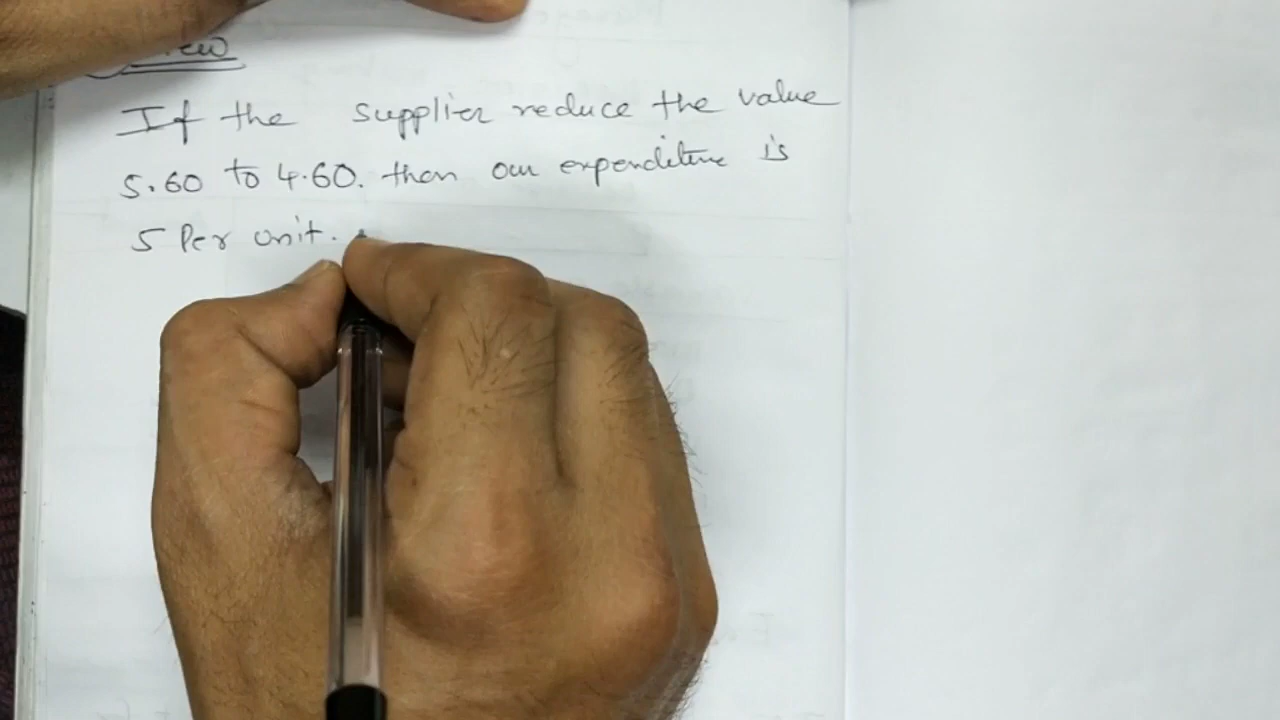 If the supplier reduce the value
5.60 to 4.60. then our expenditure is
5 Per unit.